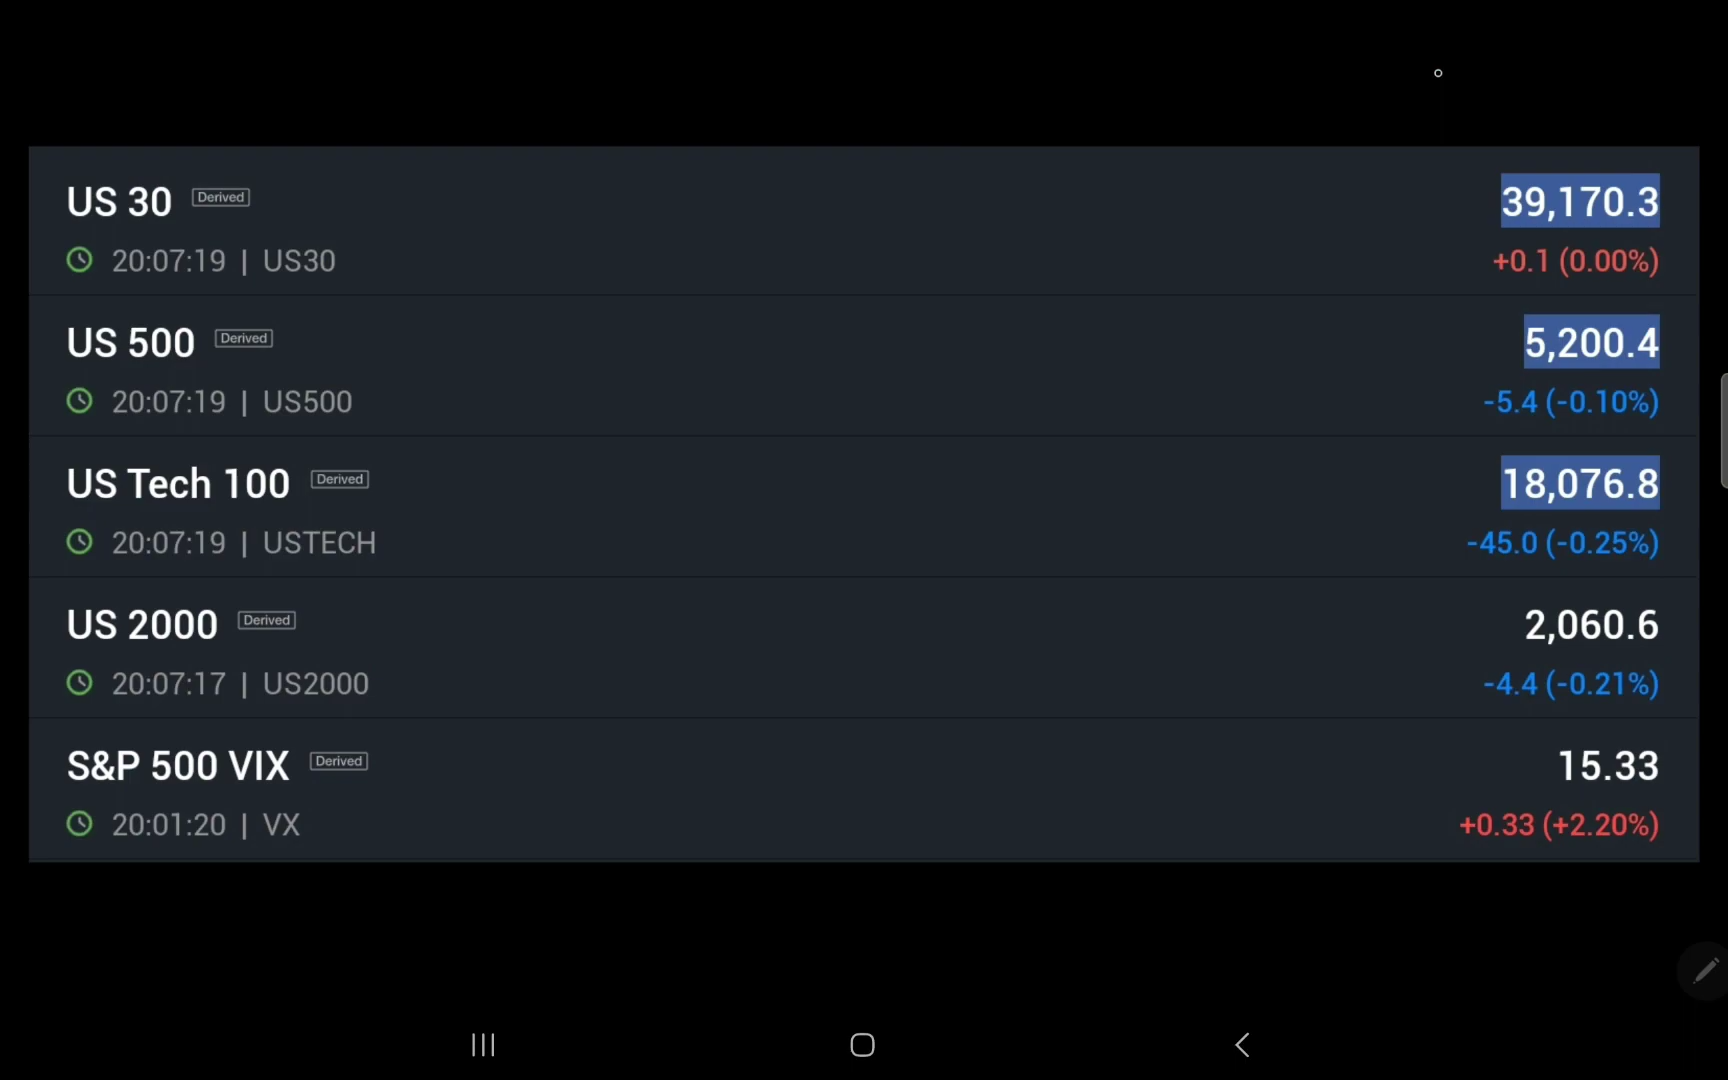 US 30 Derived 39,170.3
20:07:19 | US30 +0.1 (0.00%)
US 500 Derived 5,200.4
20:07:19 | US500 -5.4 (-0.10%)
US Tech 100 Derived 18,076.8
20:07:19 | USTECH -45.0 (-0.25%)
US 2000 Derived 2,060.6
20:07:17 | US2000 -4.4 (-0.21%)
S&P 500 VIX Derived 15.33
20:01:20 | VX +0.33 (+2.20%)